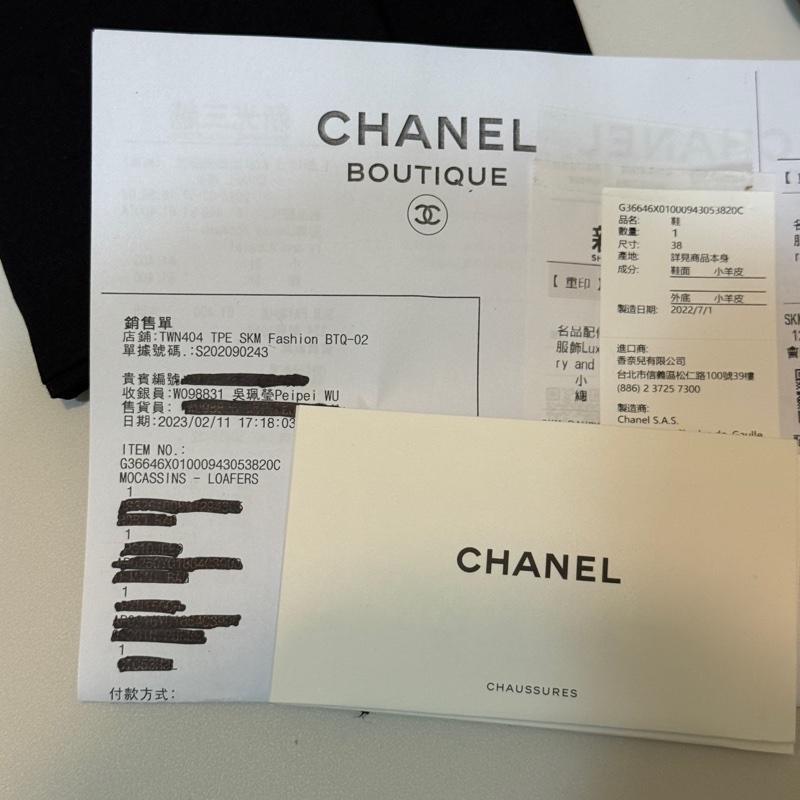 CHANEL
BOUTIQUE
銷售單
店鋪:TWN404 TPE SKM Fashion BTQ-02
單據號碼.:S202090243
貴賓編號
收銀員:W098831 吳珮瑩Peipei WU
售貨員:
日期:2023/02/11 17:18:03
ITEM NO.:
G36646X01000943053820C
MOCASSINS - LOAFERS
1
1
1
1
付款方式:
【 重印 】
名品配件
服飾Lux
ry and
小
總
G36646X01000943053820C
品名: 鞋
數量: 1
尺寸: 38
產地: 詳見商品本身
成分: 鞋面 小羊皮
外底 小羊皮
製造日期: 2022/7/1
進口商:
香奈兒有限公司
台北市信義區松仁路100號39樓
(886) 2 3725 7300
製造商:
Chanel S.A.S.
CHANEL
CHAUSSURES